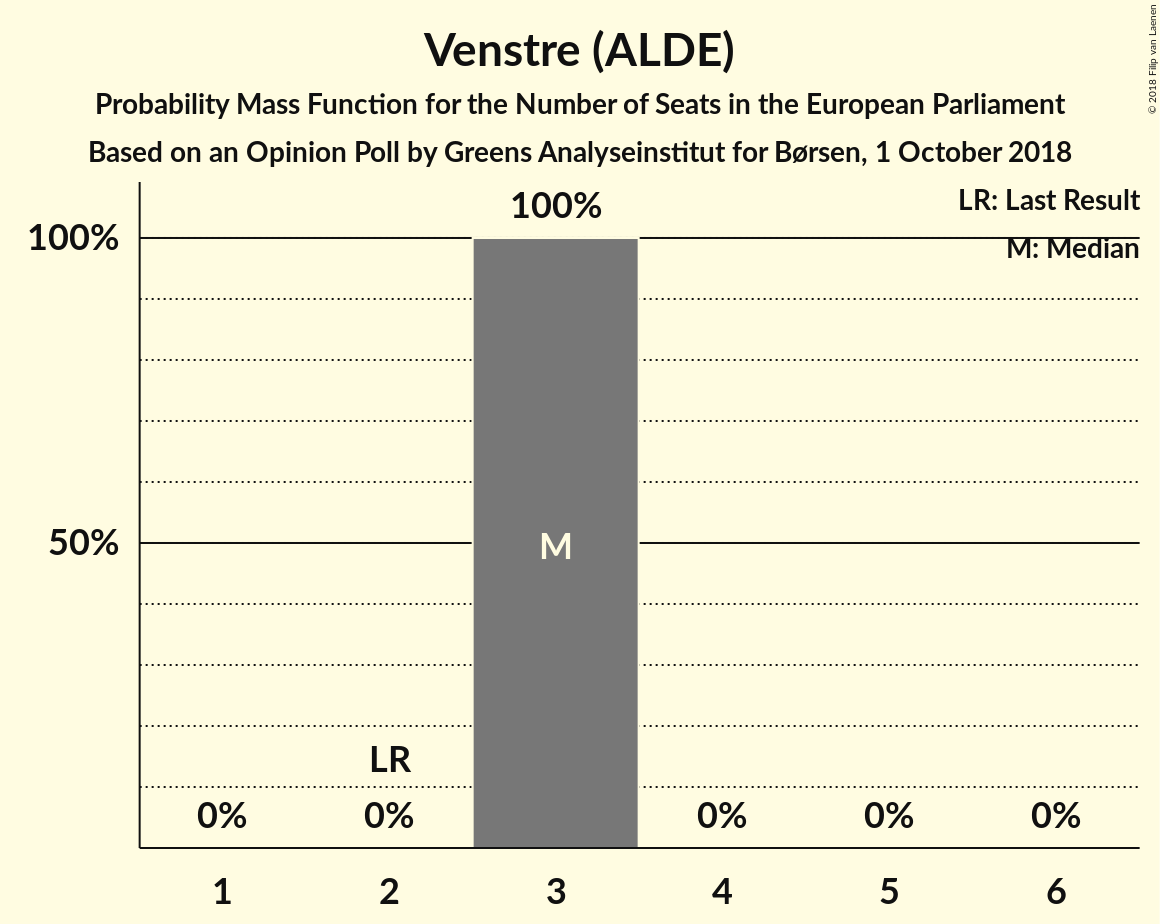 Venstre (ALDE)
Probability Mass Function for the Number of Seats in the European Parliament
Based on an Opinion Poll by Greens Analyseinstitut for Børsen, 1 October 2018
© 2018 Filip van Laenen
LR: Last Result
M: Median
100%
100%
50%
M
LR
0%
0%
0%
0%
0%
1
2
3
4
5
6